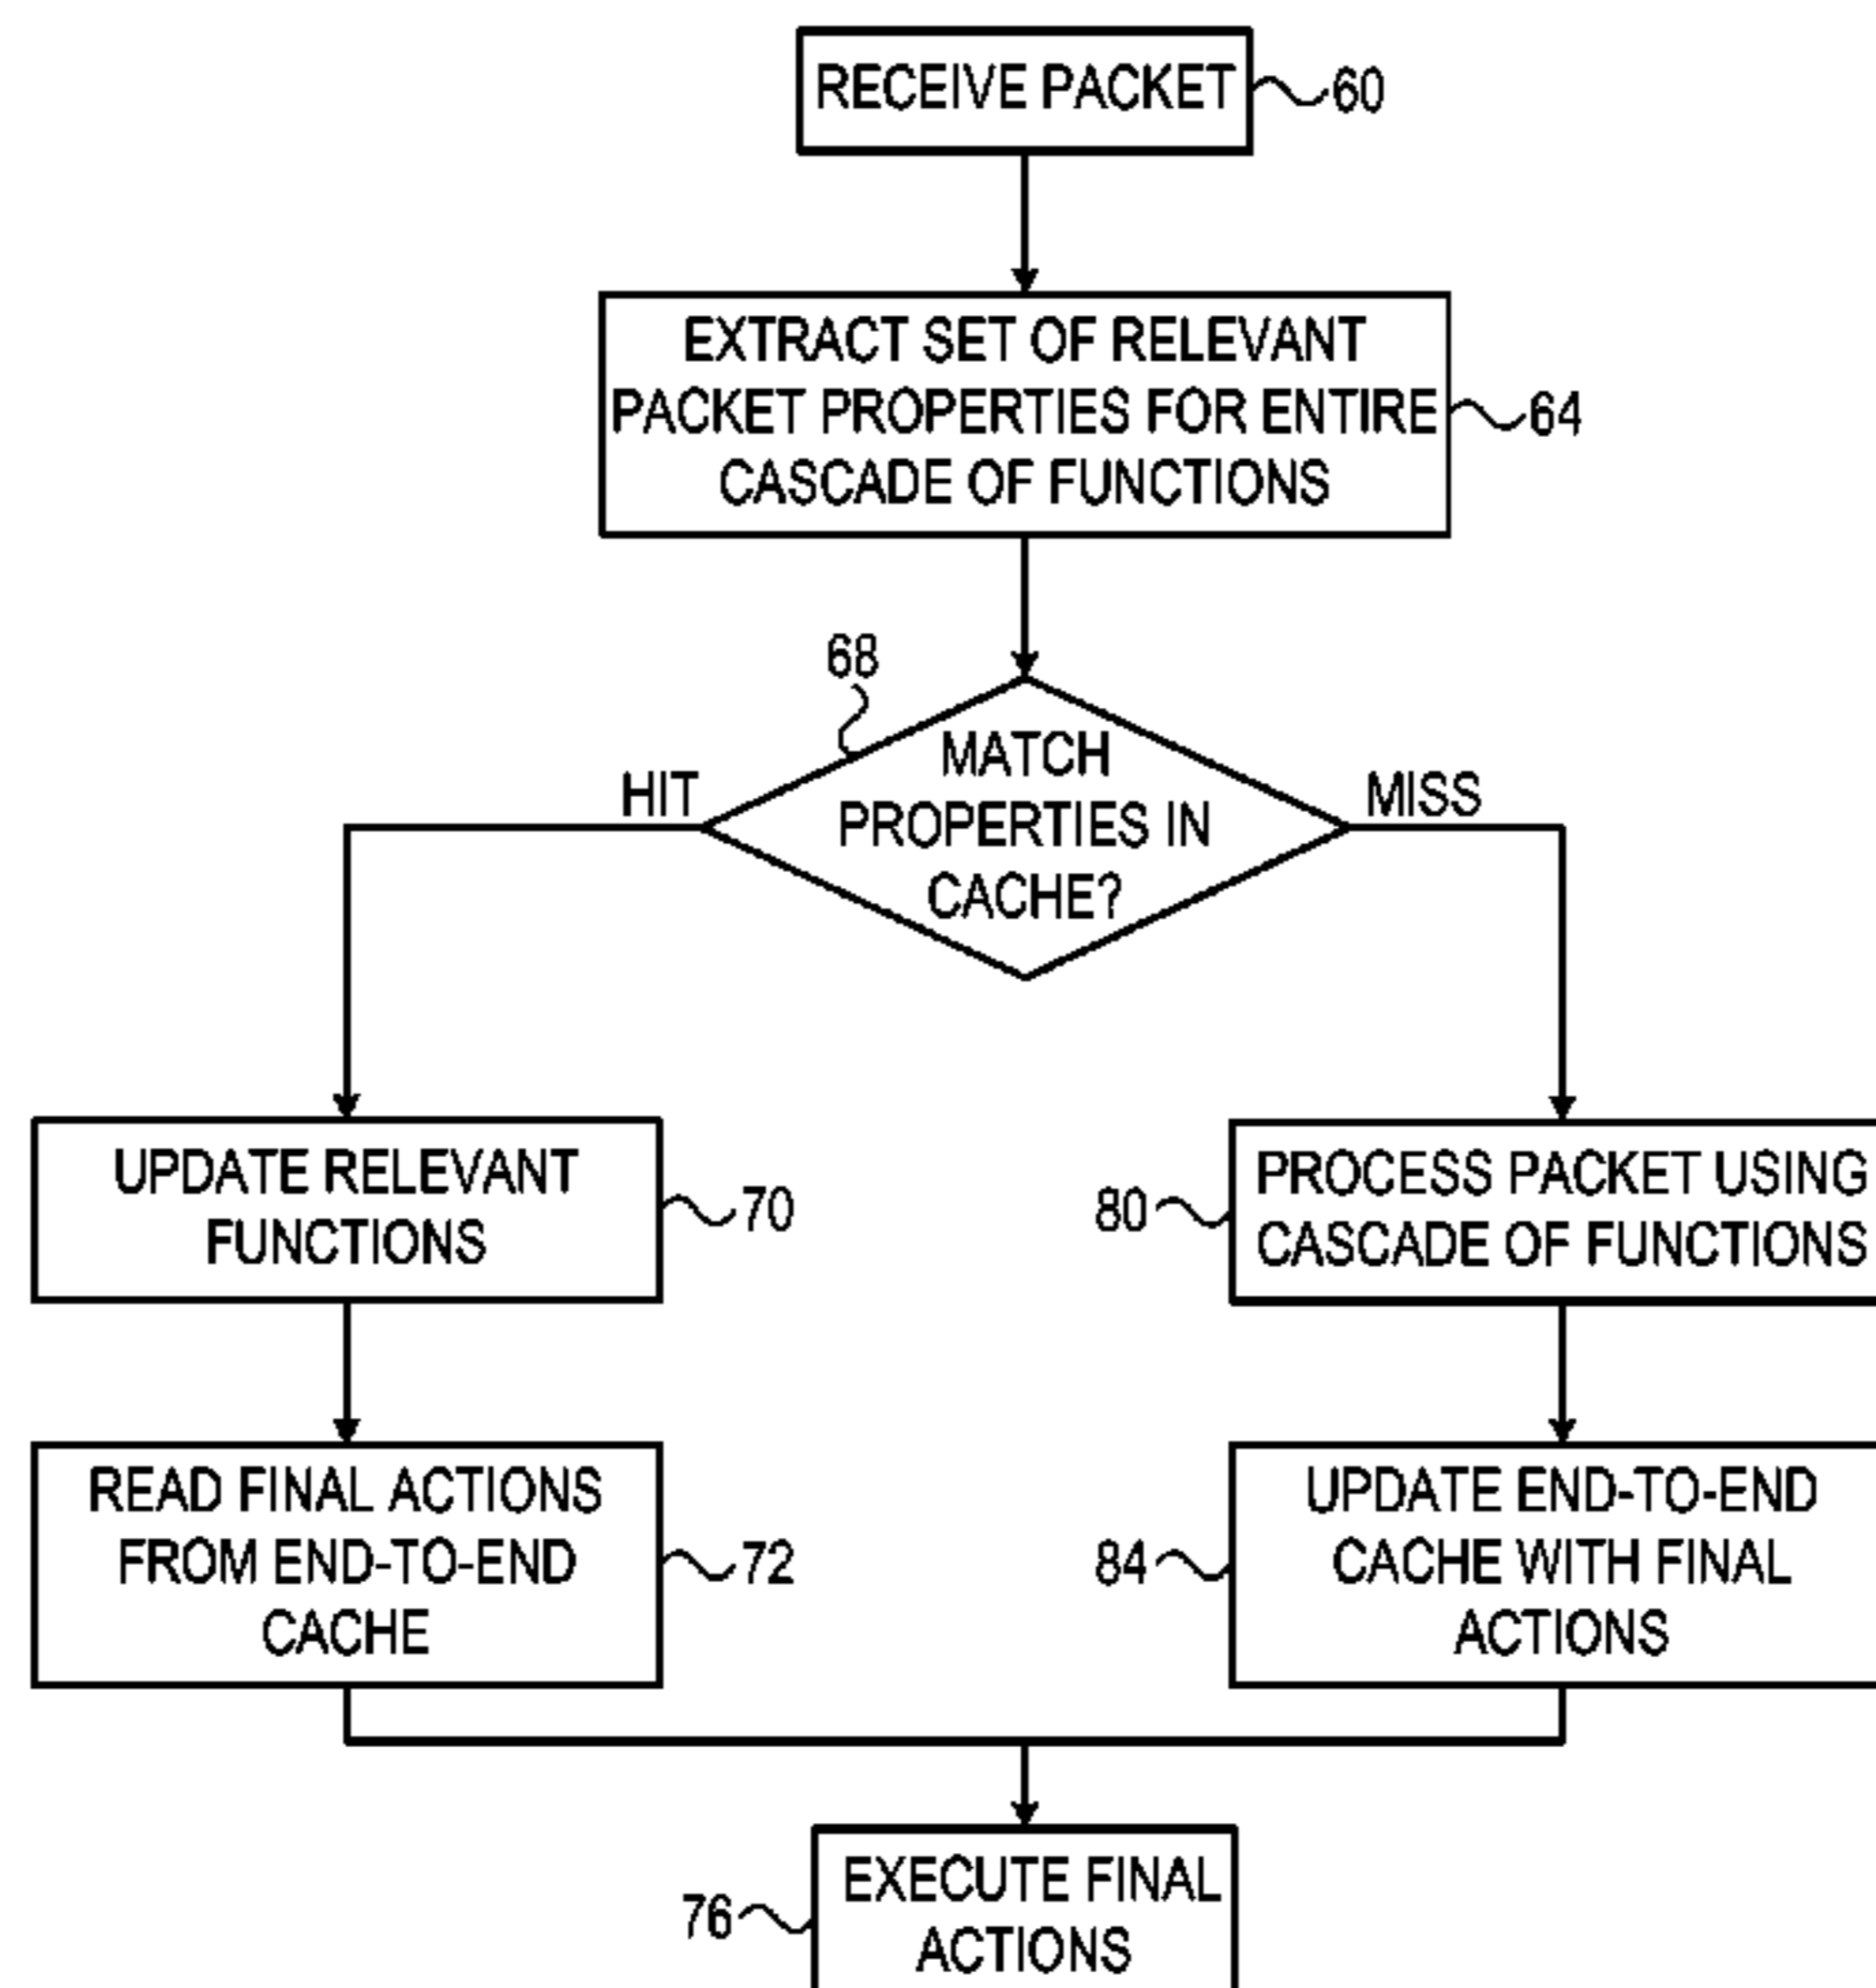 RECEIVE PACKET
60
EXTRACT SET OF RELEVANT
PACKET PROPERTIES FOR ENTIRE
CASCADE OF FUNCTIONS
64
68
HIT
MATCH
PROPERTIES IN
CACHE?
MISS
UPDATE RELEVANT
FUNCTIONS
70
80
PROCESS PACKET USING
CASCADE OF FUNCTIONS
READ FINAL ACTIONS
FROM END-TO-END
CACHE
72
84
UPDATE END-TO-END
CACHE WITH FINAL
ACTIONS
76
EXECUTE FINAL
ACTIONS